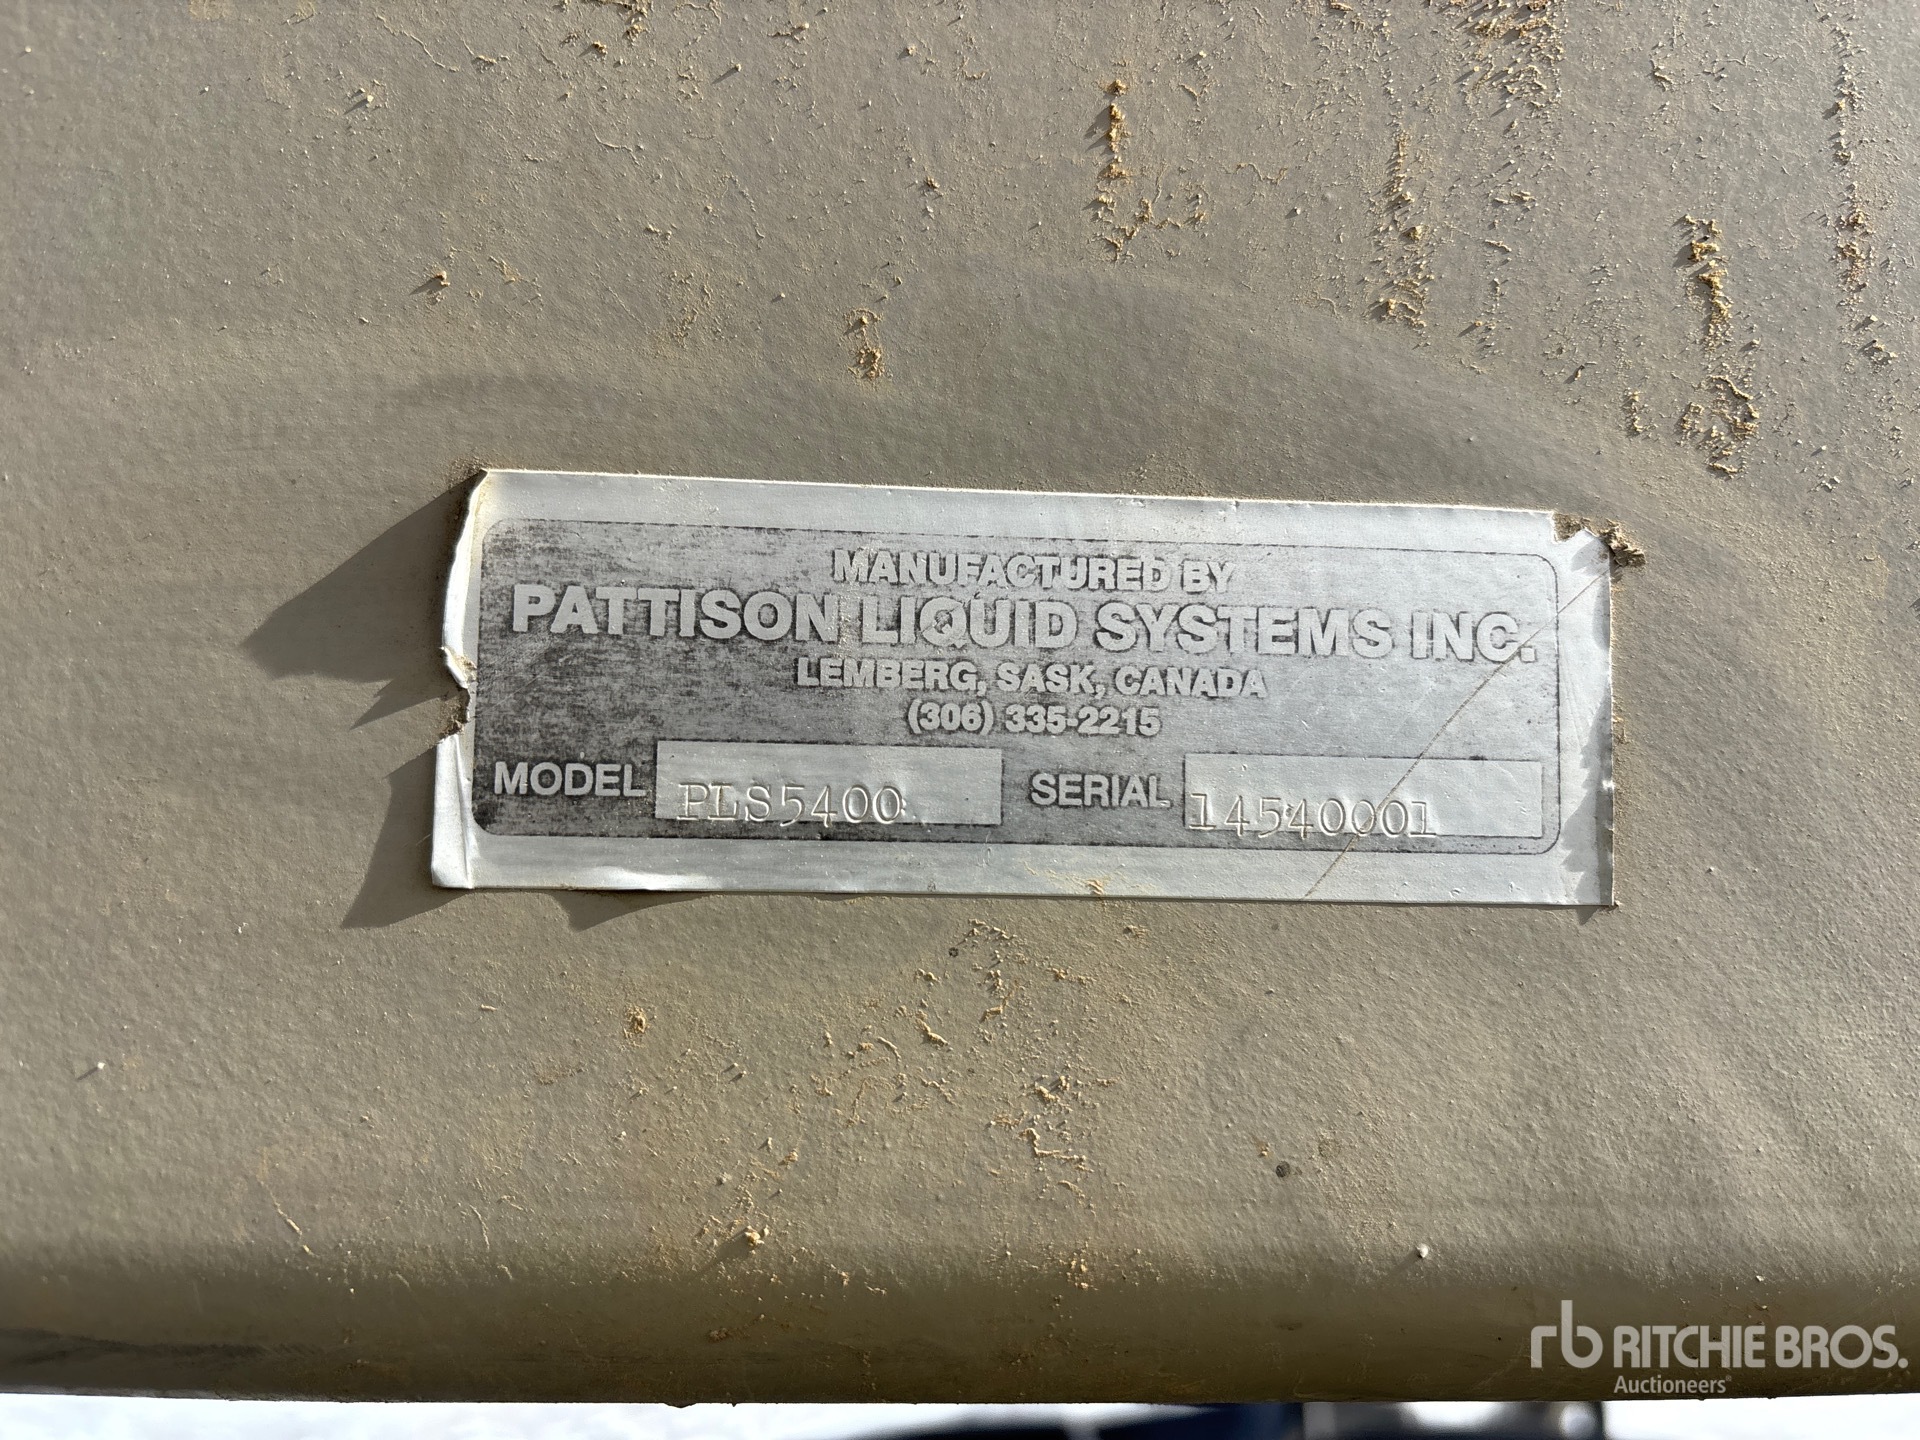 MANUFACTURED BY
PATTISON LIQUID SYSTEMS INC.
LEMBERG, SASK, CANADA
(306) 335-2215
MODEL PLS5400 SERIAL 14540001
rb RITCHIE BROS.
Auctioneers